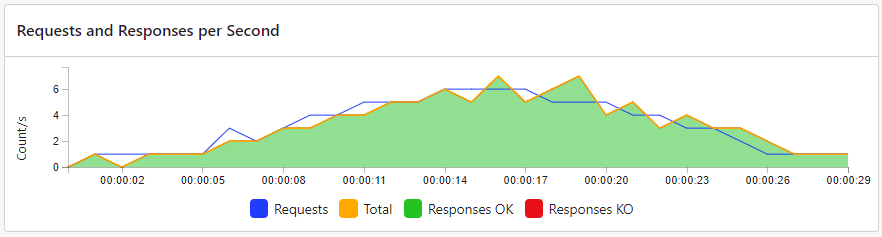 Requests and Responses per Second
Count/s
6
4
2
0
00:00:02 00:00:05 00:00:08 00:00:11 00:00:14 00:00:17 00:00:20 00:00:23 00:00:26 00:00:29
Requests Total Responses OK Responses KO